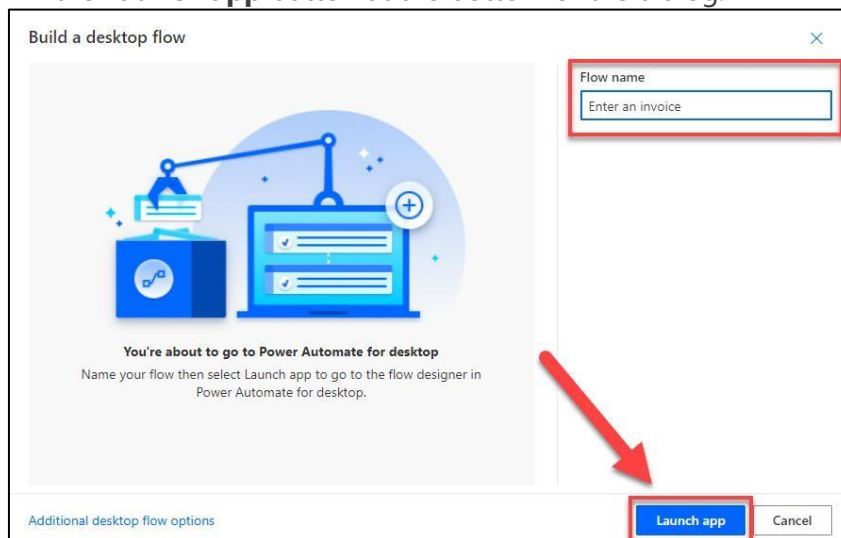 app
Build a desktop flow
Flow name
Enter an invoice
You're about to go to Power Automate for desktop
Name your flow then select Launch app to go to the flow designer in
Power Automate for desktop.
Additional desktop flow options
Launch app
Cancel